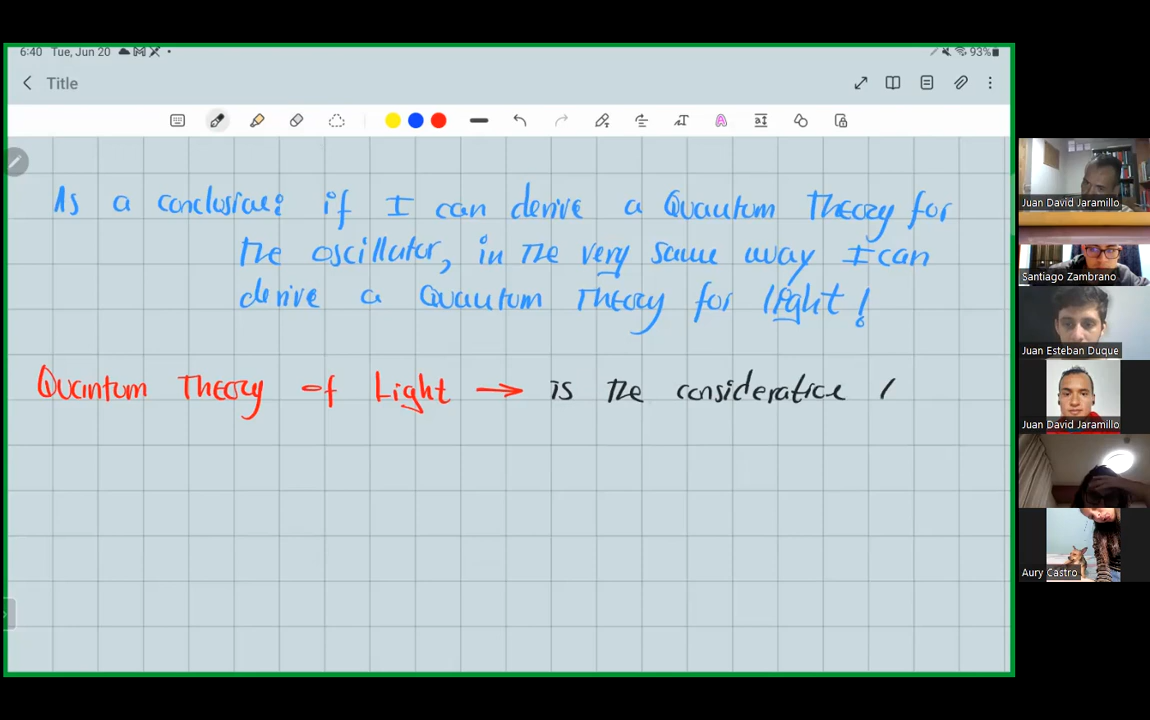 6:40 Tue, Jun 20
93%
Title
As a conclusion: if I can derive a Quantum Theory for
the oscillator, in the very same way I can
derive a Quantum Theory for light!
Quantum Theory of Light → is the consideration
Juan David Jaramillo
Santiago Zambrano
Juan Esteban Duque
Juan David Jaramillo
Aury Castro